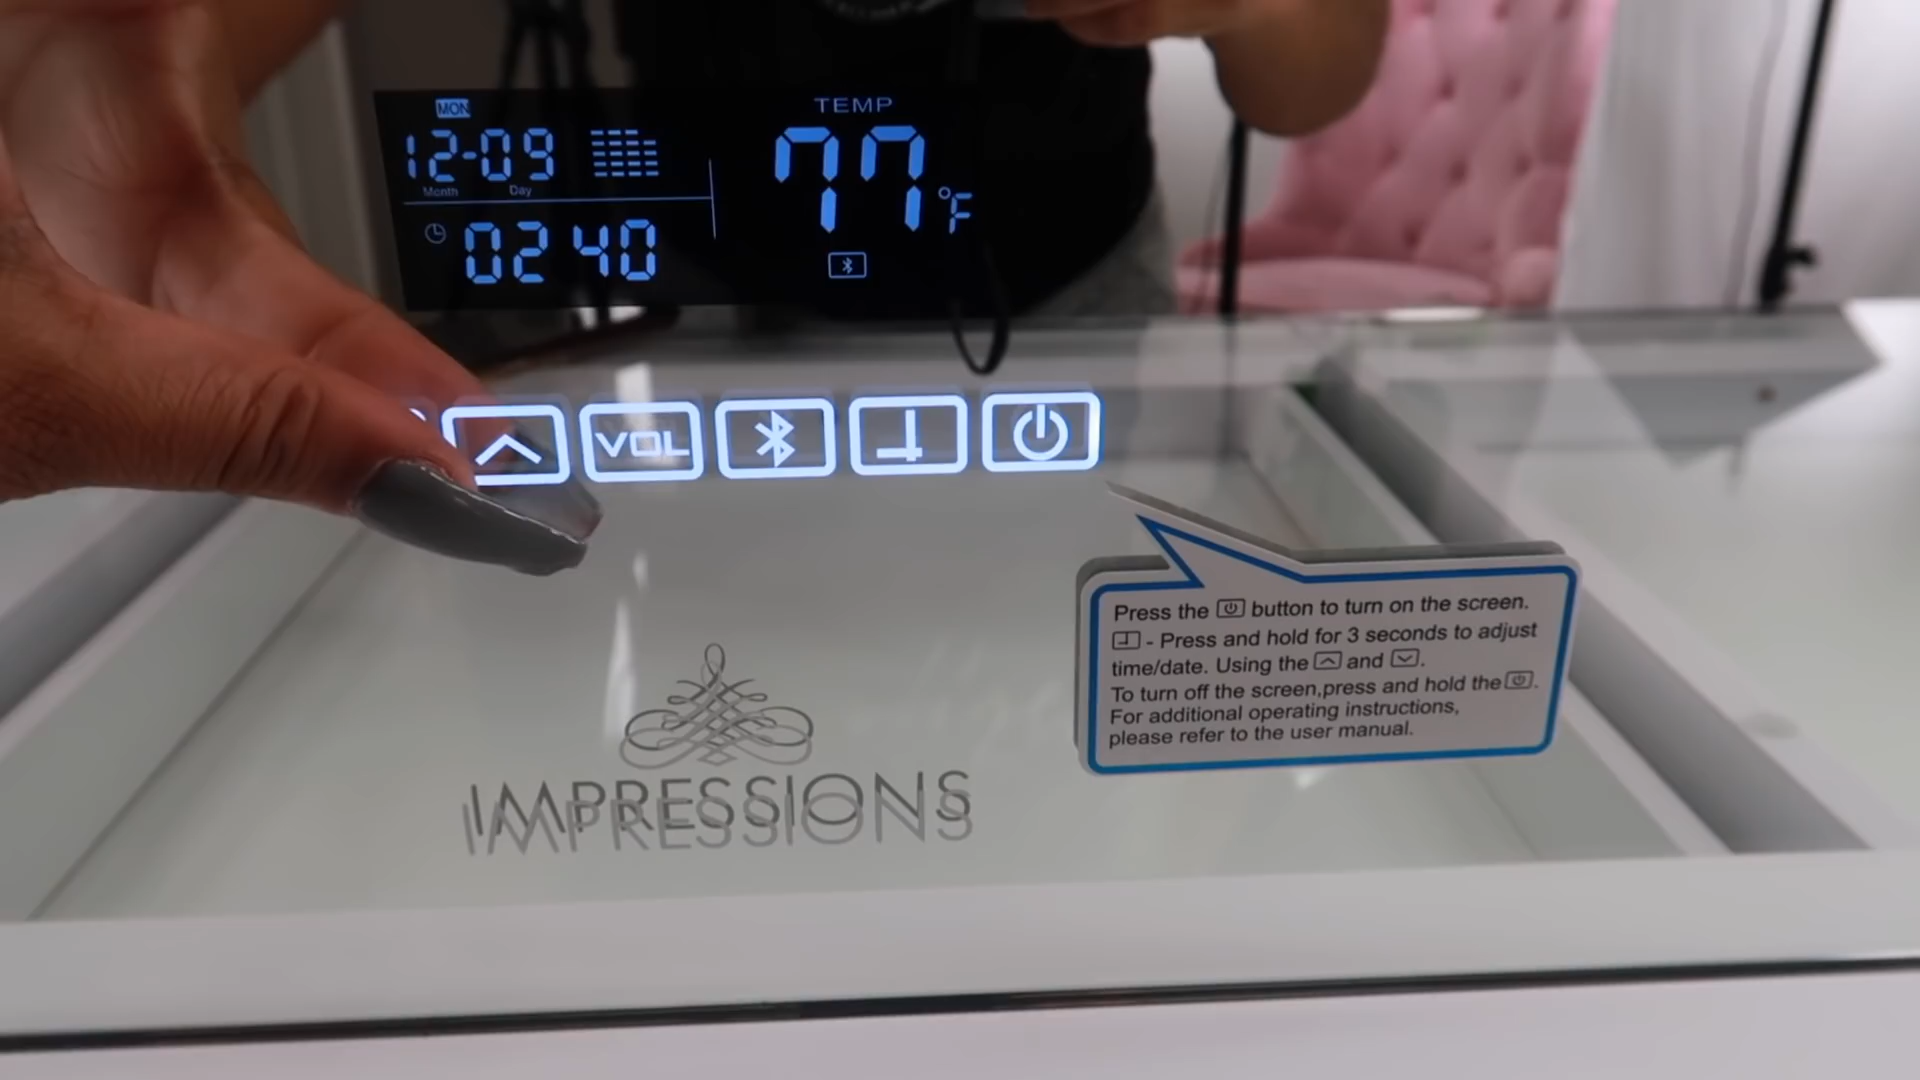 MON
TEMP
12-09
77°F
Month Day
02 40
VOL
Press the button to turn on the screen.
- Press and hold for 3 seconds to adjust
time/date. Using the and .
To turn off the screen,press and hold the .
For additional operating instructions,
please refer to the user manual.
IMPRESSIONS